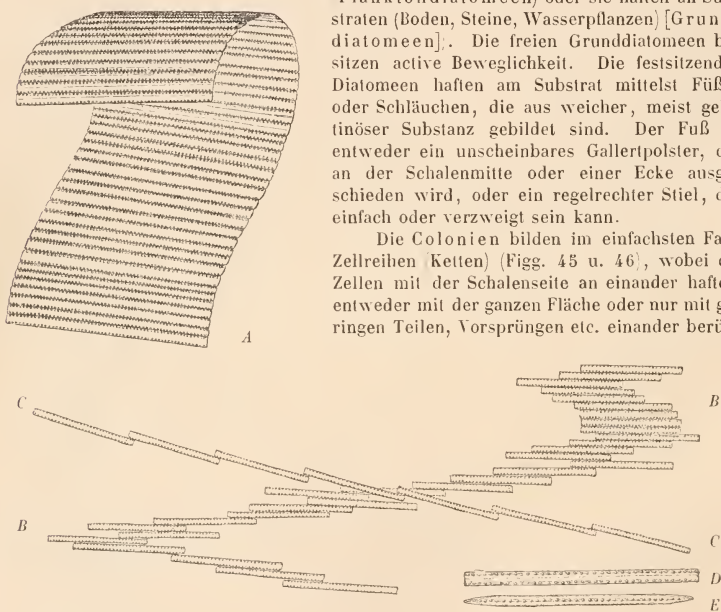 straten (Boden, Steine, Wasserpflanzen) [Grun
diatomeen]. Die freien Grunddiatomeen b
sitzen active Beweglichkeit. Die festsitzend
Diatomeen haften am Substrat mittelst Füß
oder Schläuchen, die aus weicher, meist ge
tinöser Substanz gebildet sind. Der Fuß
entweder ein unscheinbares Gallertpolster, d
an der Schalenmitte oder einer Ecke ausg
schieden wird, oder ein regelrechter Stiel, d
einfach oder verzweigt sein kann.
Die Colonien bilden im einfachsten Fa
Zellreihen (Ketten) (Figg. 45 u. 46), wobei d
Zellen mit der Schalenseite an einander hafte
entweder mit der ganzen Fläche oder nur mit g
ringen Teilen, Vorsprüngen etc. einander berü
A
C
B
B
C
D
E